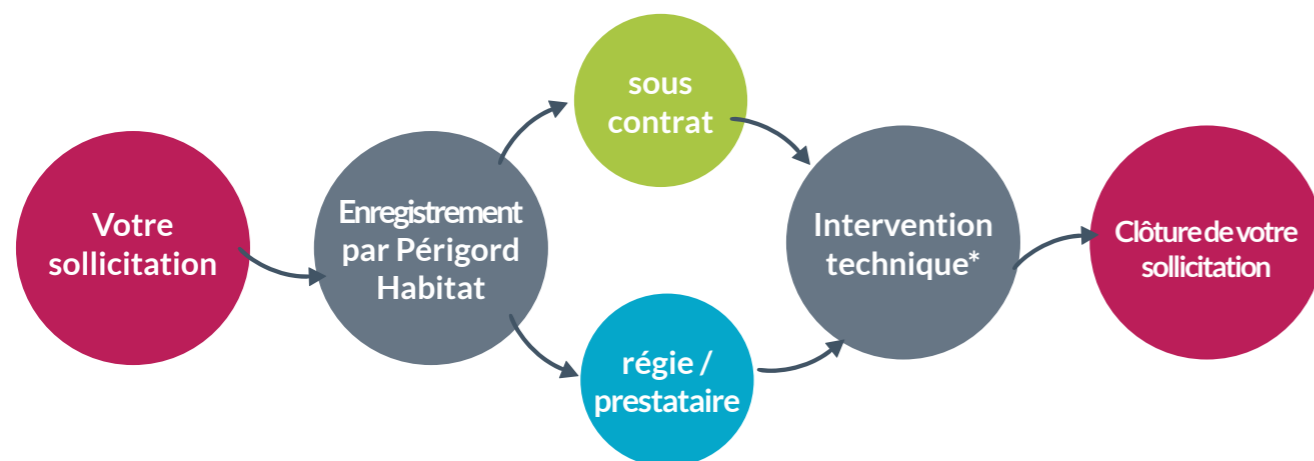 Votre
sollicitation
Enregistrement
par Périgord
Habitat
sous
contrat
régie /
prestataire
Intervention
technique*
Clôture de votre
sollicitation